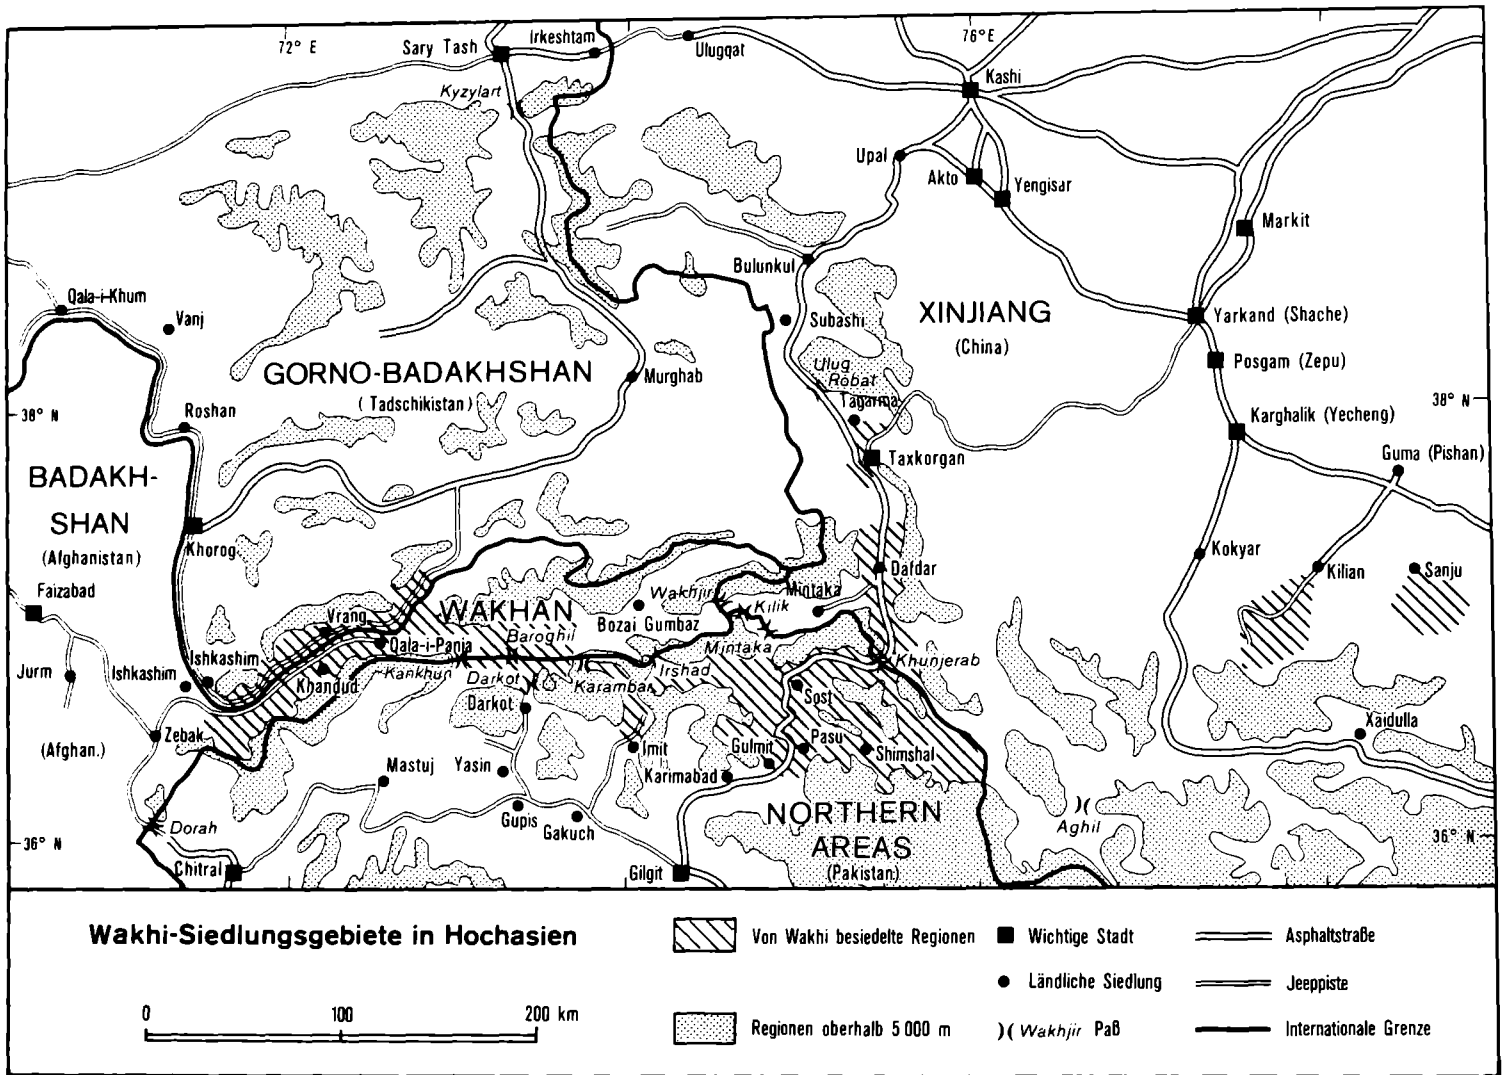 72° E
76° E
Sary Tash
Irkeshtam
Ulugqat
Kashi
Kyzylart
Upal
Akto
Yengisar
Markit
Bulunkul
Qala-i-Khum
Vanj
Subashi
XINJIANG
(China)
Yarkand (Shache)
Posgam (Zepu)
GORNO-BADAKHSHAN
(Tadschikistan)
Murghab
Ulug
Robat
Tagarma
38° N
38° N
Roshan
Karghalik (Yecheng)
Guma (Pishan)
Taxkorgan
BADAKH-
SHAN
(Afghanistan)
Khorog
Kokyar
Kilian
Sanju
Dafdar
Faizabad
Vrang
WAKHAN
Wakhjir
Mintaka
Kilik
Bozai Gumbaz
Baroghil
Qala-i-Panja
Mintaka
Khunjerab
Jurm
Ishkashim
Ishkashim
Khandud
Kankhun
Darkot
Karambar
Irshad
Sost
Darkot
Zebak
(Afghan.)
Imit
Gulmit
Pasu
Shimshal
Xaidulla
Mastuj
Yasin
Karimabad
Gupis
Gakuch
NORTHERN
AREAS
(Pakistan)
Aghil
Dorah
36° N
36° N
Chitral
Gilgit
Wakhi-Siedlungsgebiete in Hochasien
0 100 200 km
Von Wakhi besiedelte Regionen
Regionen oberhalb 5 000 m
Wichtige Stadt
Ländliche Siedlung
)( Wakhjir Paß
Asphaltstraße
Jeeppiste
Internationale Grenze